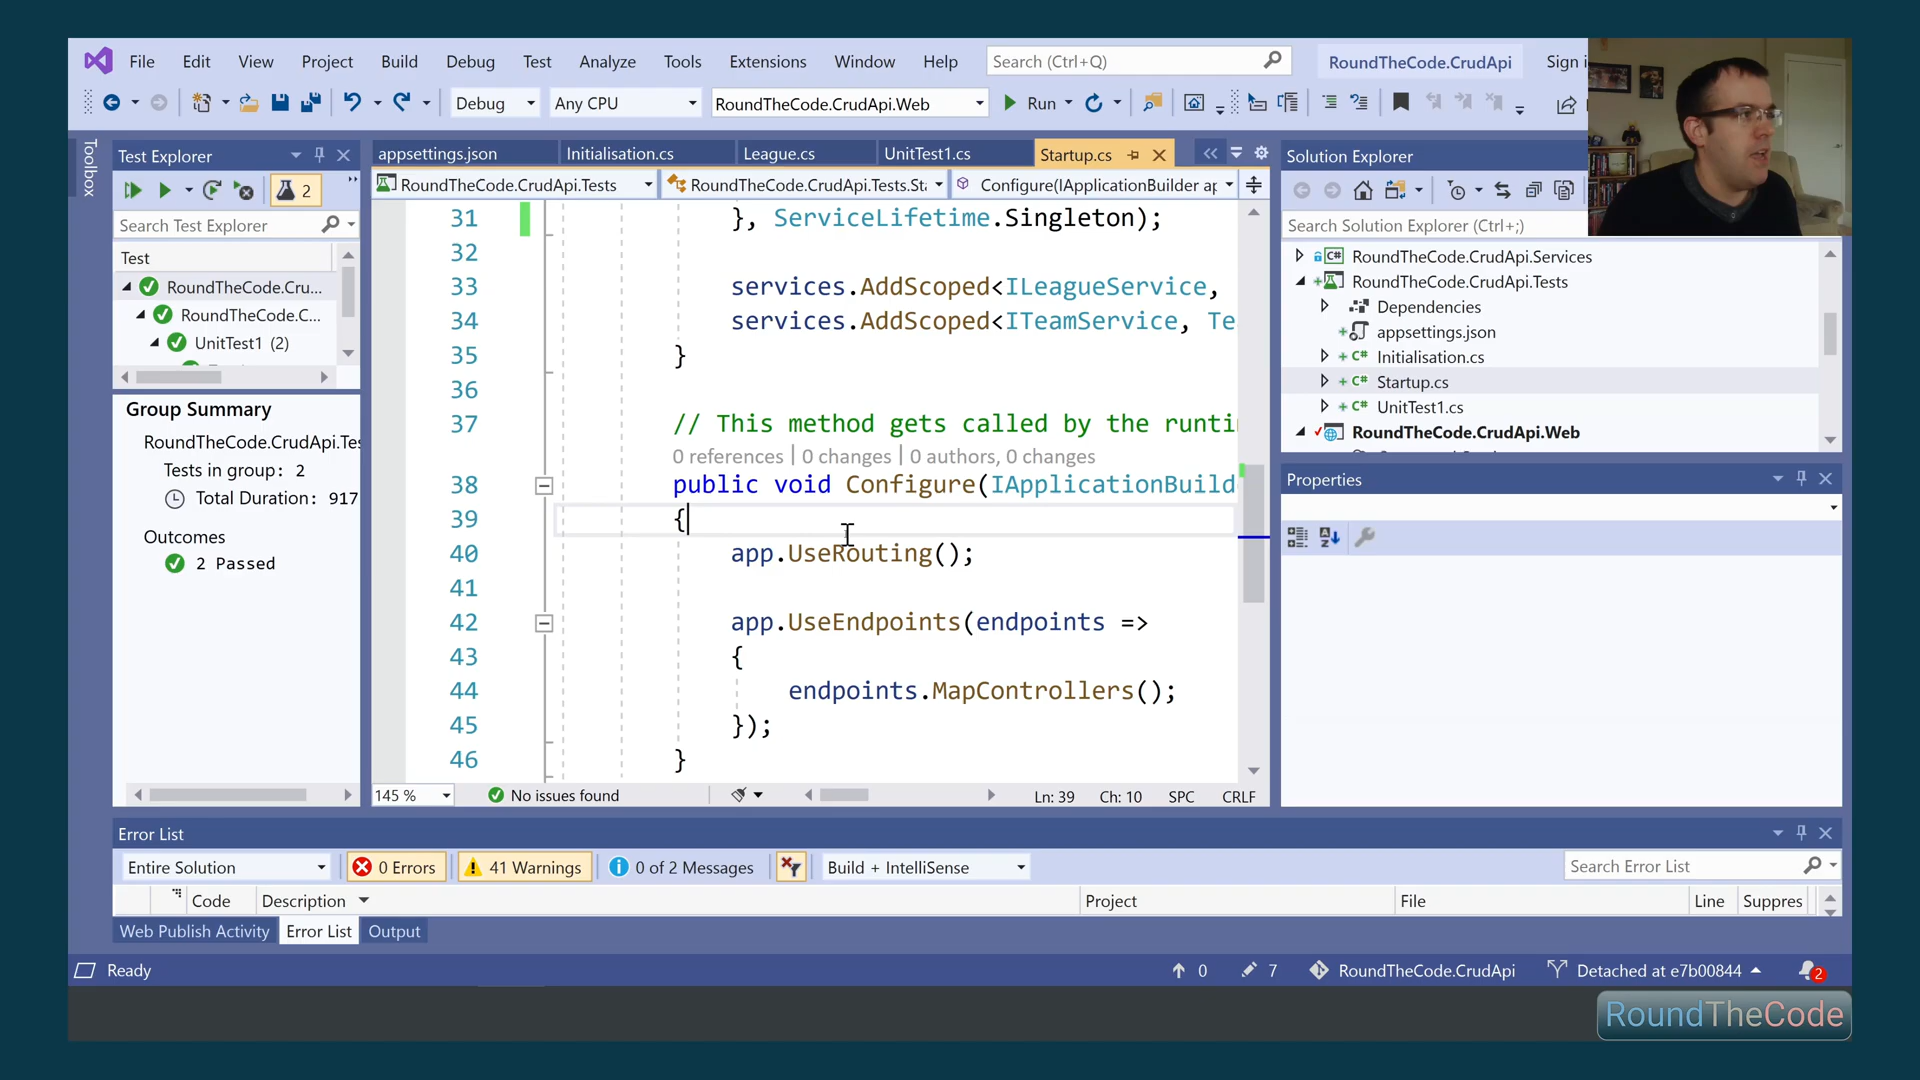 File Edit View Project Build Debug Test Analyze Tools Extensions Window Help Search (Ctrl+Q) RoundTheCode.CrudApi Sign i
Debug Any CPU RoundTheCode.CrudApi.Web Run
Toolbox
Test Explorer
2
Search Test Explorer
Test
RoundTheCode.Cru...
RoundTheCode.C...
UnitTest1 (2)
Group Summary
RoundTheCode.CrudApi.Te
Tests in group: 2
Total Duration: 917
Outcomes
2 Passed
appsettings.json Initialisation.cs League.cs UnitTest1.cs Startup.cs
RoundTheCode.CrudApi.Tests RoundTheCode.CrudApi.Tests.Sta Configure(IApplicationBuilder ap
31 }, ServiceLifetime.Singleton);
32
33 services.AddScoped<ILeagueService,
34 services.AddScoped<ITeamService, Te
35 }
36
37 // This method gets called by the runti
0 references | 0 changes | 0 authors, 0 changes
38 public void Configure(IApplicationBuild
39 {
40 app.UseRouting();
41
42 app.UseEndpoints(endpoints =>
43 {
44 endpoints.MapControllers();
45 });
46 }
145 % No issues found Ln: 39 Ch: 10 SPC CRLF
Solution Explorer
Search Solution Explorer (Ctrl+;)
RoundTheCode.CrudApi.Services
RoundTheCode.CrudApi.Tests
Dependencies
appsettings.json
Initialisation.cs
Startup.cs
UnitTest1.cs
RoundTheCode.CrudApi.Web
Properties
Error List
Entire Solution 0 Errors 41 Warnings 0 of 2 Messages Build + IntelliSense Search Error List
Code Description Project File Line Suppres
Web Publish Activity Error List Output
Ready 0 7 RoundTheCode.CrudApi Detached at e7b00844 2
RoundTheCode